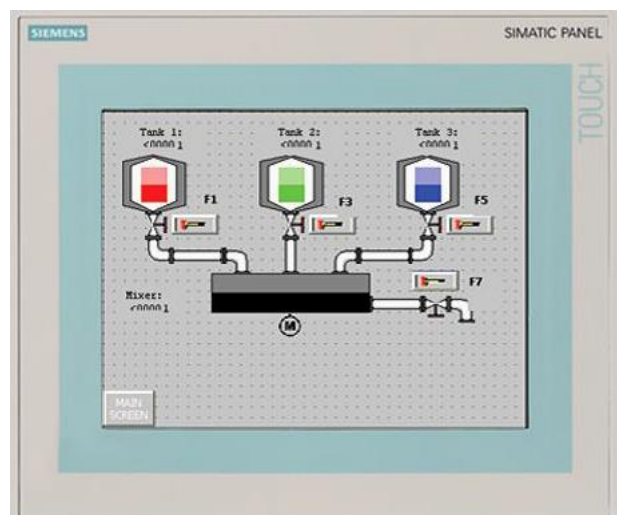 SIEMENS
SIMATIC PANEL
TOUCH
Tank 1:
Tank 2:
Tank 3:
F1
F3
F5
F7
Mixer:
M
MAIN
SCREEN